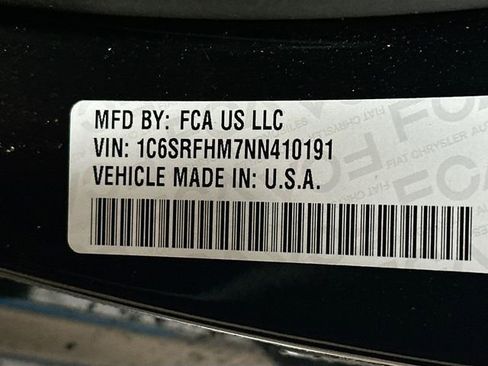 MFD BY: FCA US LLC
VIN: 1C6SRFHM7NN410191
VEHICLE MADE IN: U.S.A.